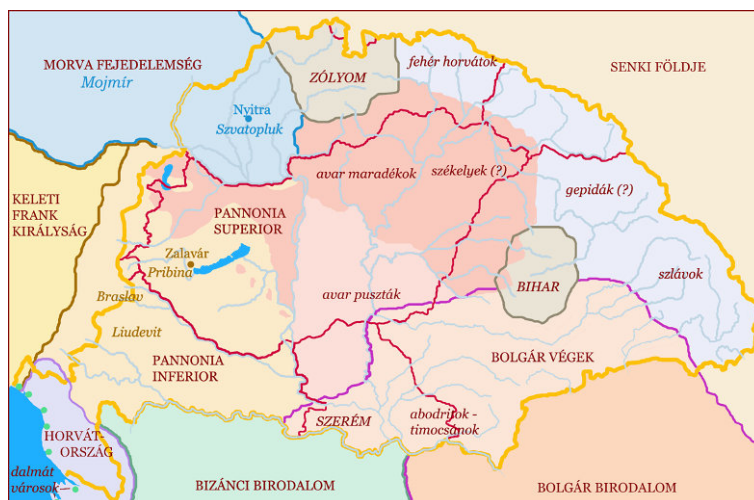 MORVA FEJEDELEMSÉG
Mojmír
ZÓLYOM
fehér horvátok
SENKI FÖLDJE
Nyitra
Szvatopluk
avar maradékok
székelyek (?)
gepidák (?)
KELETI
FRANK
KIRÁLYSÁG
PANNONIA
SUPERIOR
Zalavár
Pribina
BIHAR
szlávok
Braslav
avar puszták
Liudevit
PANNONIA
INFERIOR
BOLGÁR VÉGEK
SZERÉM
abodritok -
timocsánok
HORVÁT-
ORSZÁG
dalmát
városok
BIZÁNCI BIRODALOM
BOLGÁR BIRODALOM